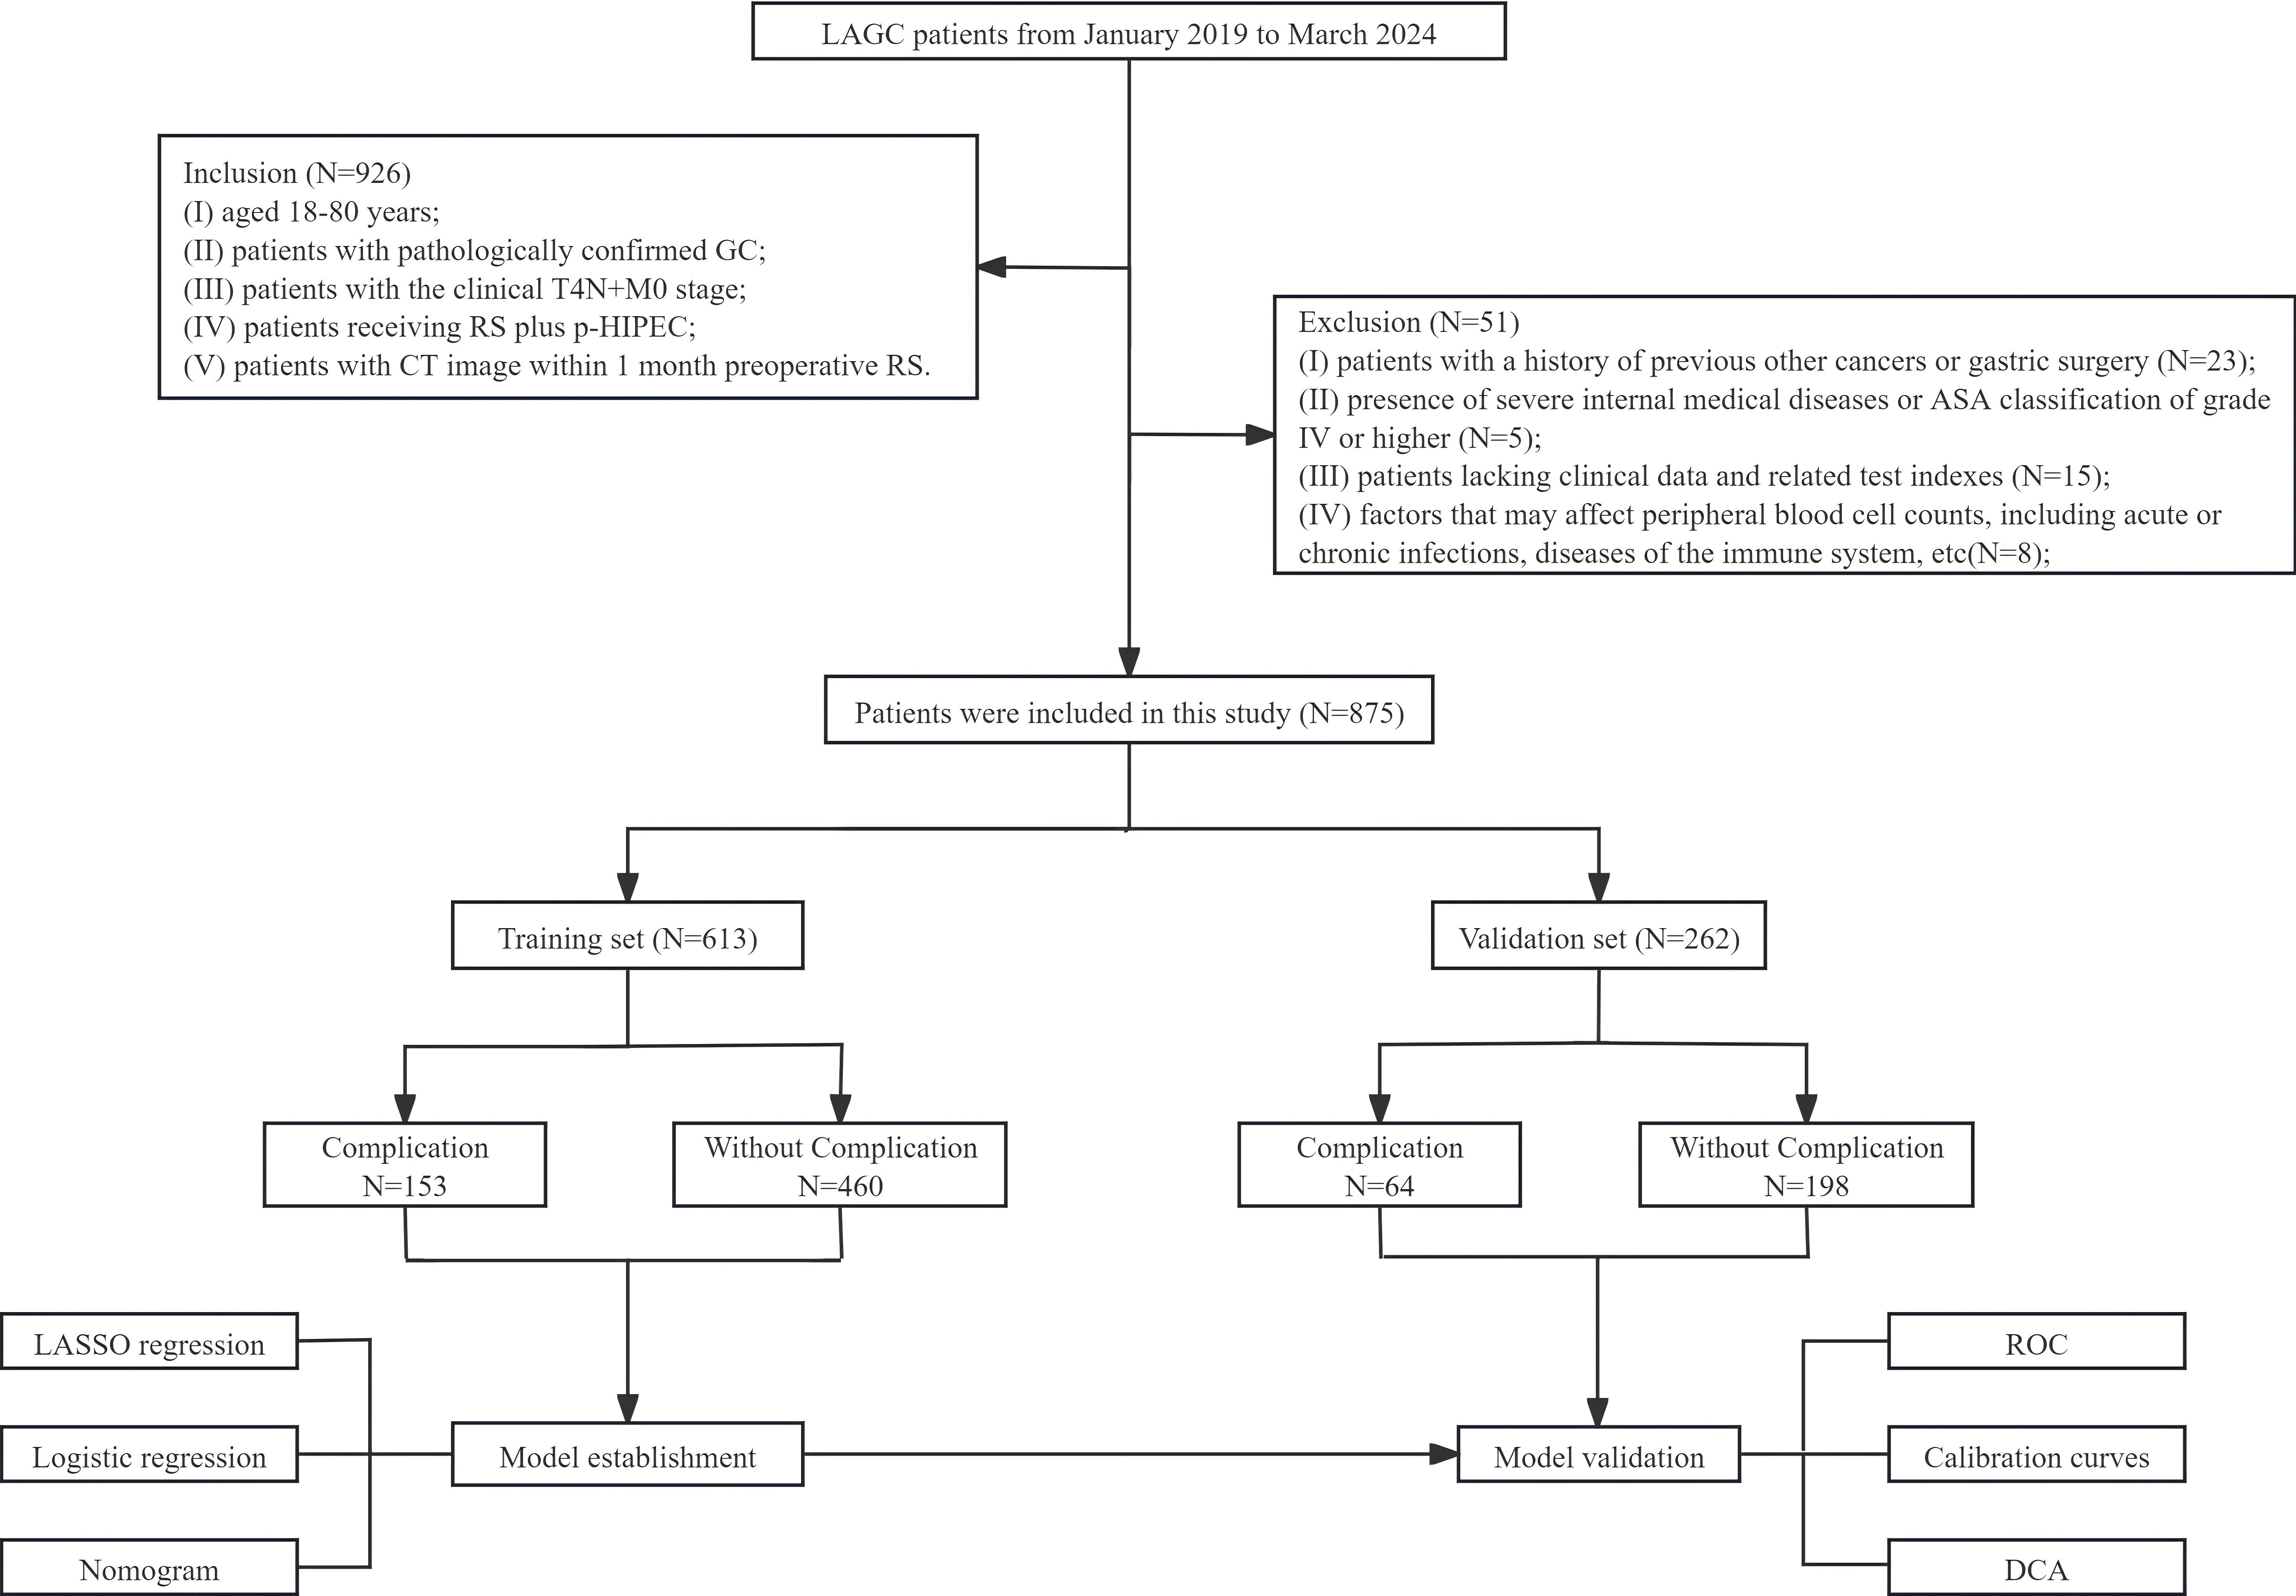 LAGC patients from January 2019 to March 2024
Inclusion (N=926)
(I) aged 18-80 years;
(II) patients with pathologically confirmed GC;
(III) patients with the clinical T4N+M0 stage;
(IV) patients receiving RS plus p-HIPEC;
(V) patients with CT image within 1 month preoperative RS.
Exclusion (N=51)
(I) patients with a history of previous other cancers or gastric surgery (N=23);
(II) presence of severe internal medical diseases or ASA classification of grade
IV or higher (N=5);
(III) patients lacking clinical data and related test indexes (N=15);
(IV) factors that may affect peripheral blood cell counts, including acute or
chronic infections, diseases of the immune system, etc(N=8);
Patients were included in this study (N=875)
Training set (N=613)
Validation set (N=262)
Complication
N=153
Without Complication
N=460
Complication
N=64
Without Complication
N=198
LASSO regression
Logistic regression
Nomogram
Model establishment
Model validation
ROC
Calibration curves
DCA